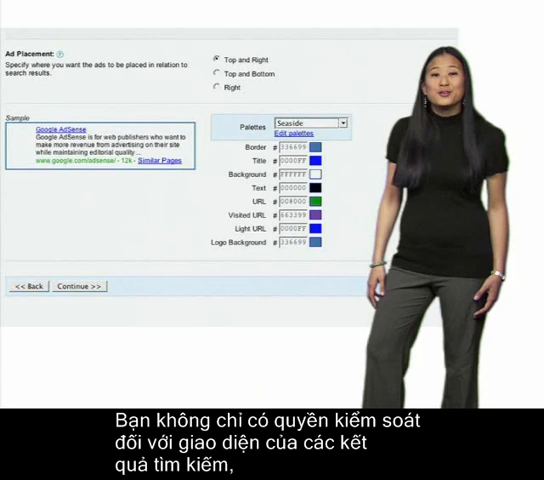 Ad Placement: (?)
Specify where you want the ads to be placed in relation to
search results.
Top and Right
Top and Bottom
Right
Sample
Google AdSense
Google AdSense is for web publishers who want to
make more revenue from advertising on their site
while maintaining editorial quality ...
www.google.com/adsense/ - 12k - Similar Pages
Palettes Seaside
Edit palettes
Border # 336699
Title # 0000FF
Background # FFFFFF
Text # 000000
URL # 008000
Visited URL # 663399
Light URL # 0000FF
Logo Background # 336699
<< Back Continue >>
Bạn không chỉ có quyền kiểm soát
đối với giao diện của các kết
quả tìm kiếm,